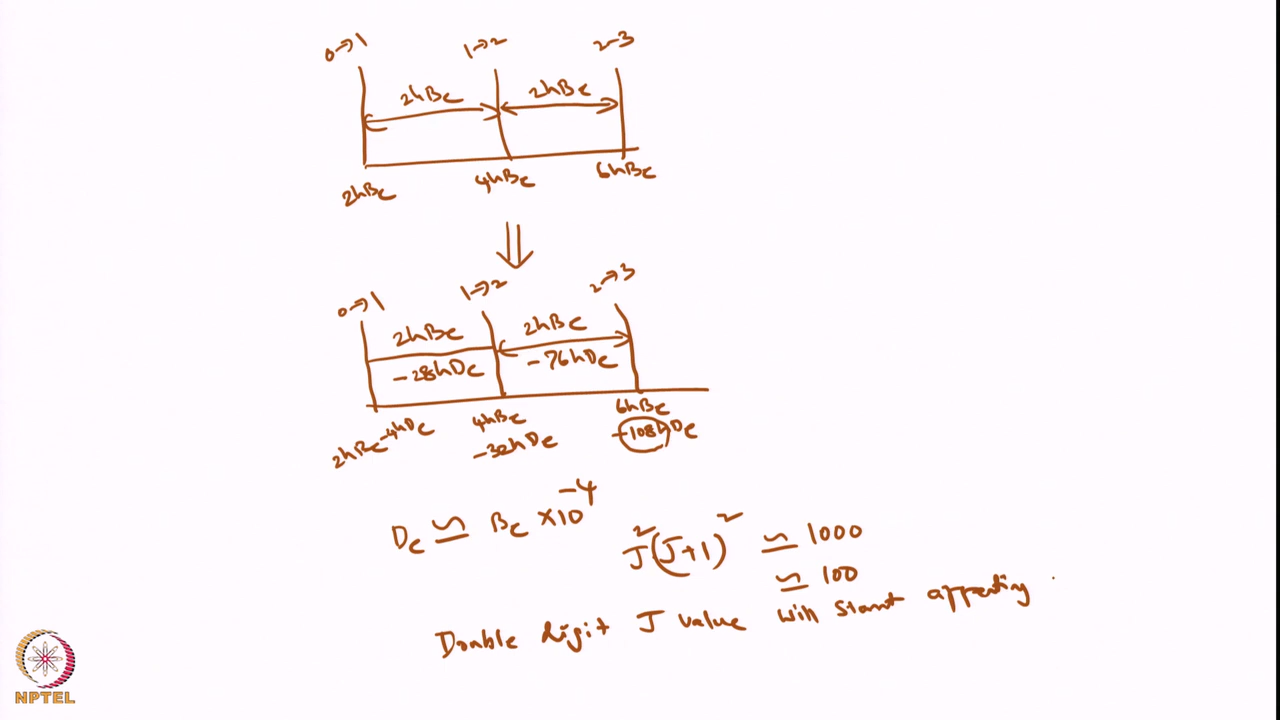 0→1 1→2 2-3
2hBc 2hBc
2hBc 4hBc 6hBc
0→1 1→2 2→3
2hBc 2hBc
-28hDc -76hDc
2hBc-4hDc 4hBc 6hBc
-32hDc -108hDc
Dc ≃ Bc ×10⁻⁴
J²(J+1)² ≃ 1000
≃ 100
Double digit J value will start affecting
NPTEL